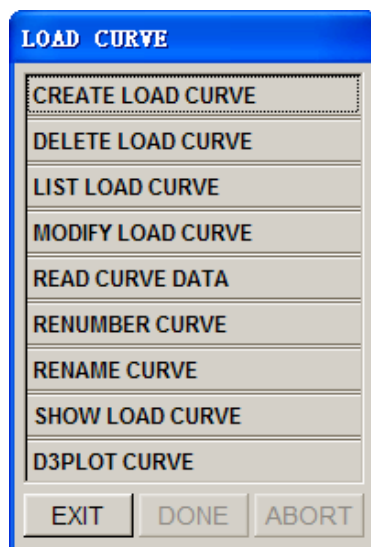 LOAD CURVE
CREATE LOAD CURVE
DELETE LOAD CURVE
LIST LOAD CURVE
MODIFY LOAD CURVE
READ CURVE DATA
RENUMBER CURVE
RENAME CURVE
SHOW LOAD CURVE
D3PLOT CURVE
EXIT DONE ABORT